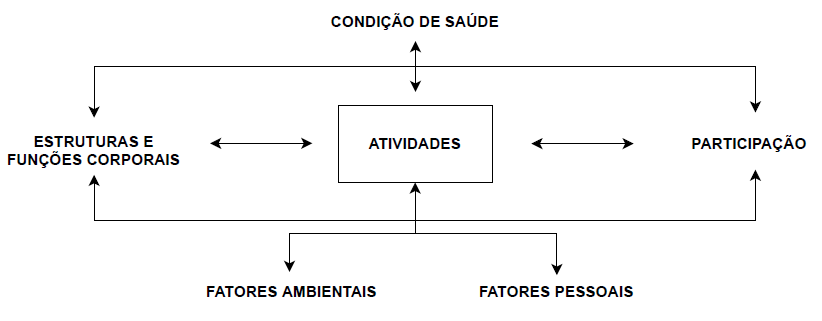 CONDIÇÃO DE SAÚDE
ESTRUTURAS E
FUNÇÕES CORPORAIS
ATIVIDADES
PARTICIPAÇÃO
FATORES AMBIENTAIS
FATORES PESSOAIS